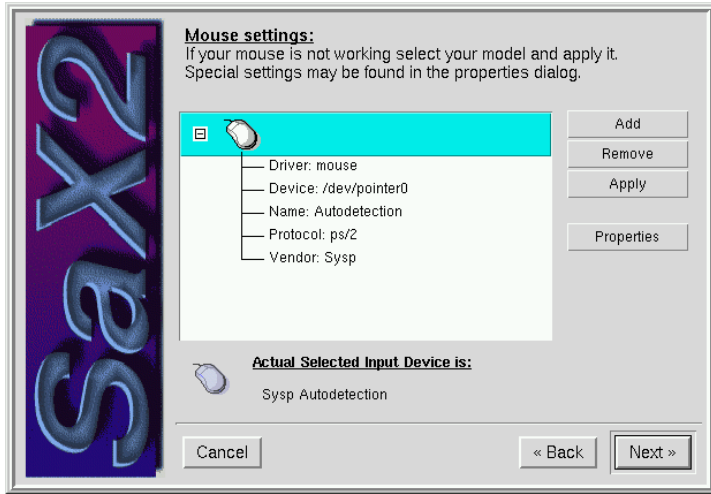 SaX2
Mouse settings:
If your mouse is not working select your model and apply it.
Special settings may be found in the properties dialog.
Driver: mouse
Device: /dev/pointer0
Name: Autodetection
Protocol: ps/2
Vendor: Sysp
Add
Remove
Apply
Properties
Actual Selected Input Device is:
Sysp Autodetection
Cancel
« Back
Next »